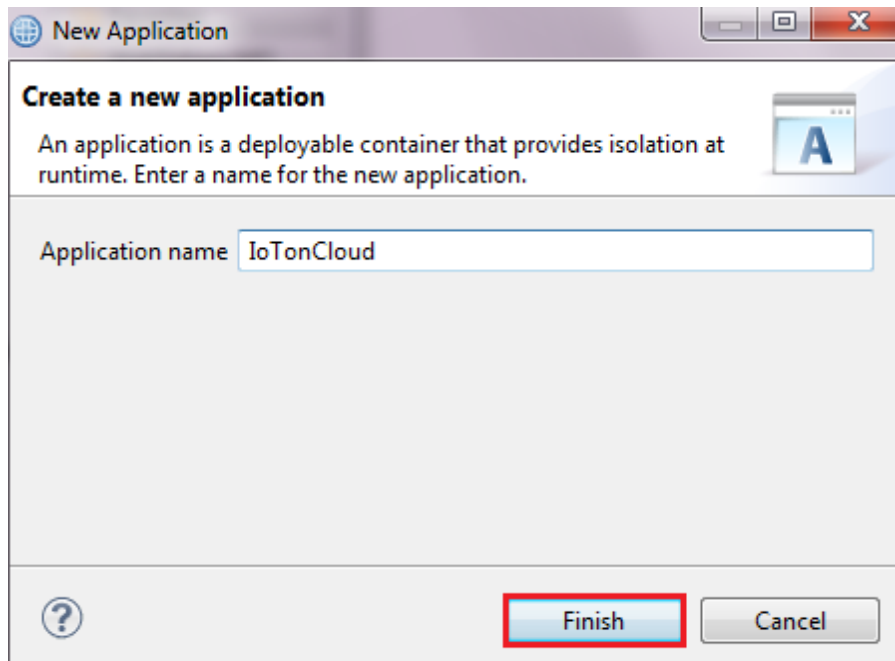 New Application
Create a new application
An application is a deployable container that provides isolation at
runtime. Enter a name for the new application.
A
Application name IoTonCloud
?
Finish Cancel